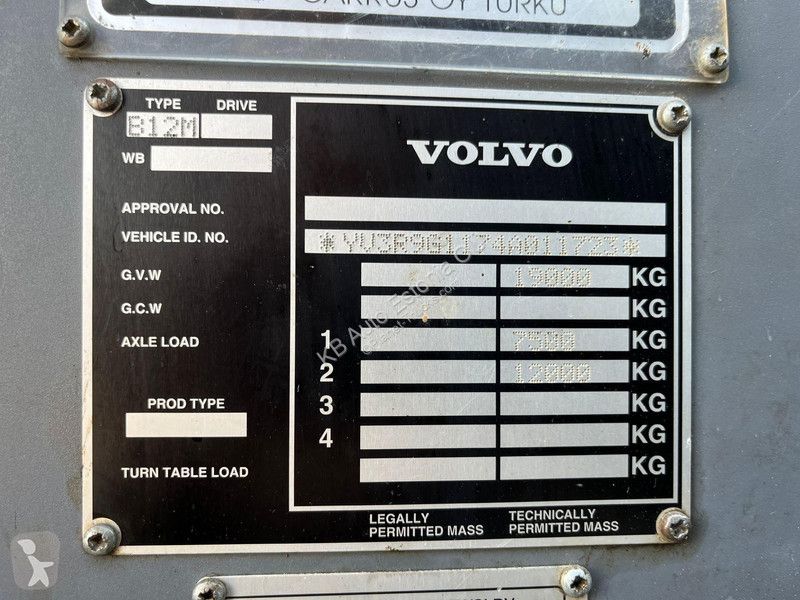 CARRUS OY TURKU
TYPE DRIVE
B12M
WB
VOLVO
APPROVAL NO.
VEHICLE ID. NO. *YV3R9G1174A011723*
G.V.W 19000 KG
G.C.W KG
AXLE LOAD 1 7500 KG
2 12000 KG
PROD TYPE 3 KG
4 KG
TURN TABLE LOAD KG
LEGALLY PERMITTED MASS TECHNICALLY PERMITTED MASS
KB Auto Estonia